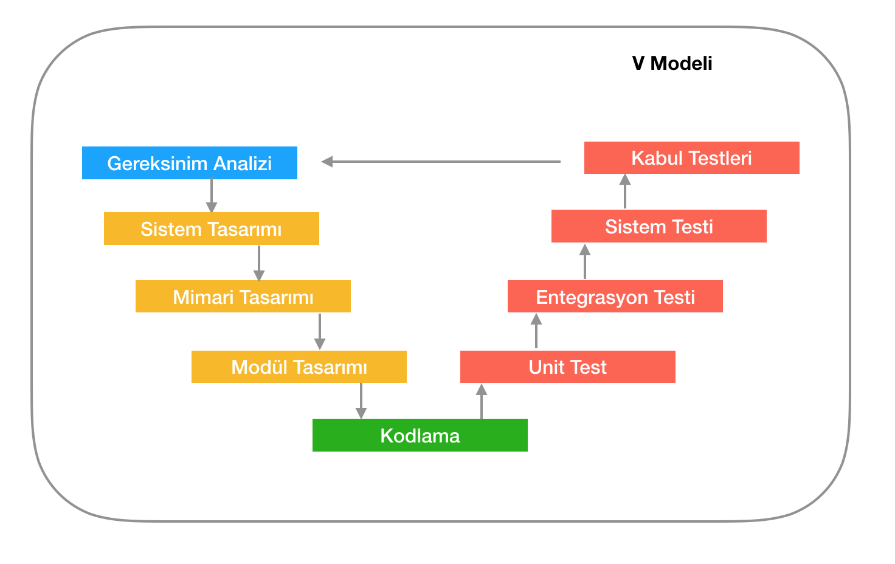 V Modeli
Gereksinim Analizi
Kabul Testleri
Sistem Tasarımı
Sistem Testi
Mimari Tasarımı
Entegrasyon Testi
Modül Tasarımı
Unit Test
Kodlama